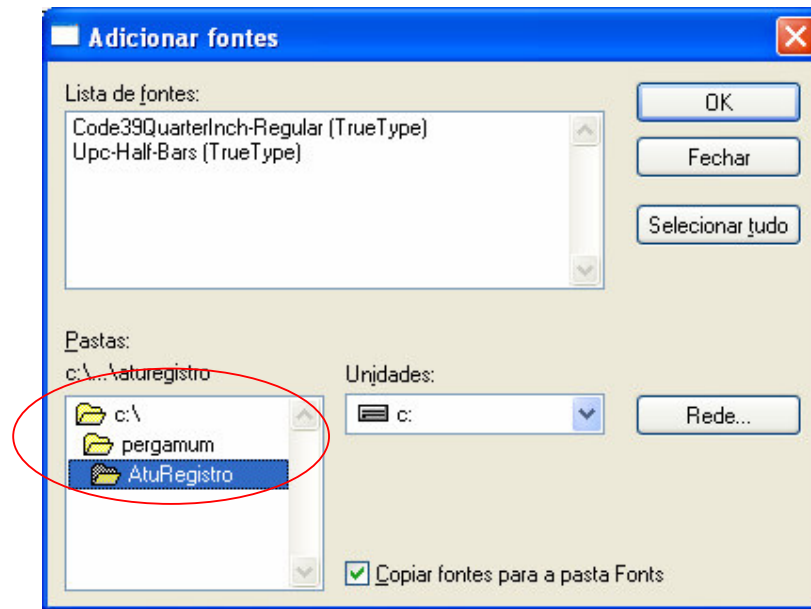 Adicionar fontes
Lista de fontes:
Code39QuarterInch-Regular (TrueType)
Upc-Half-Bars (TrueType)
OK
Fechar
Selecionar tudo
Pastas:
c:\...\aturegistro
c:\
pergamum
AtuRegistro
Unidades:
c:
Rede...
Copiar fontes para a pasta Fonts